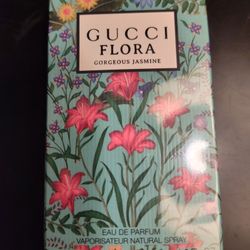 GUCCI
FLORA
GORGEOUS JASMINE
EAU DE PARFUM
VAPORISATEUR NATURAL SPRAY